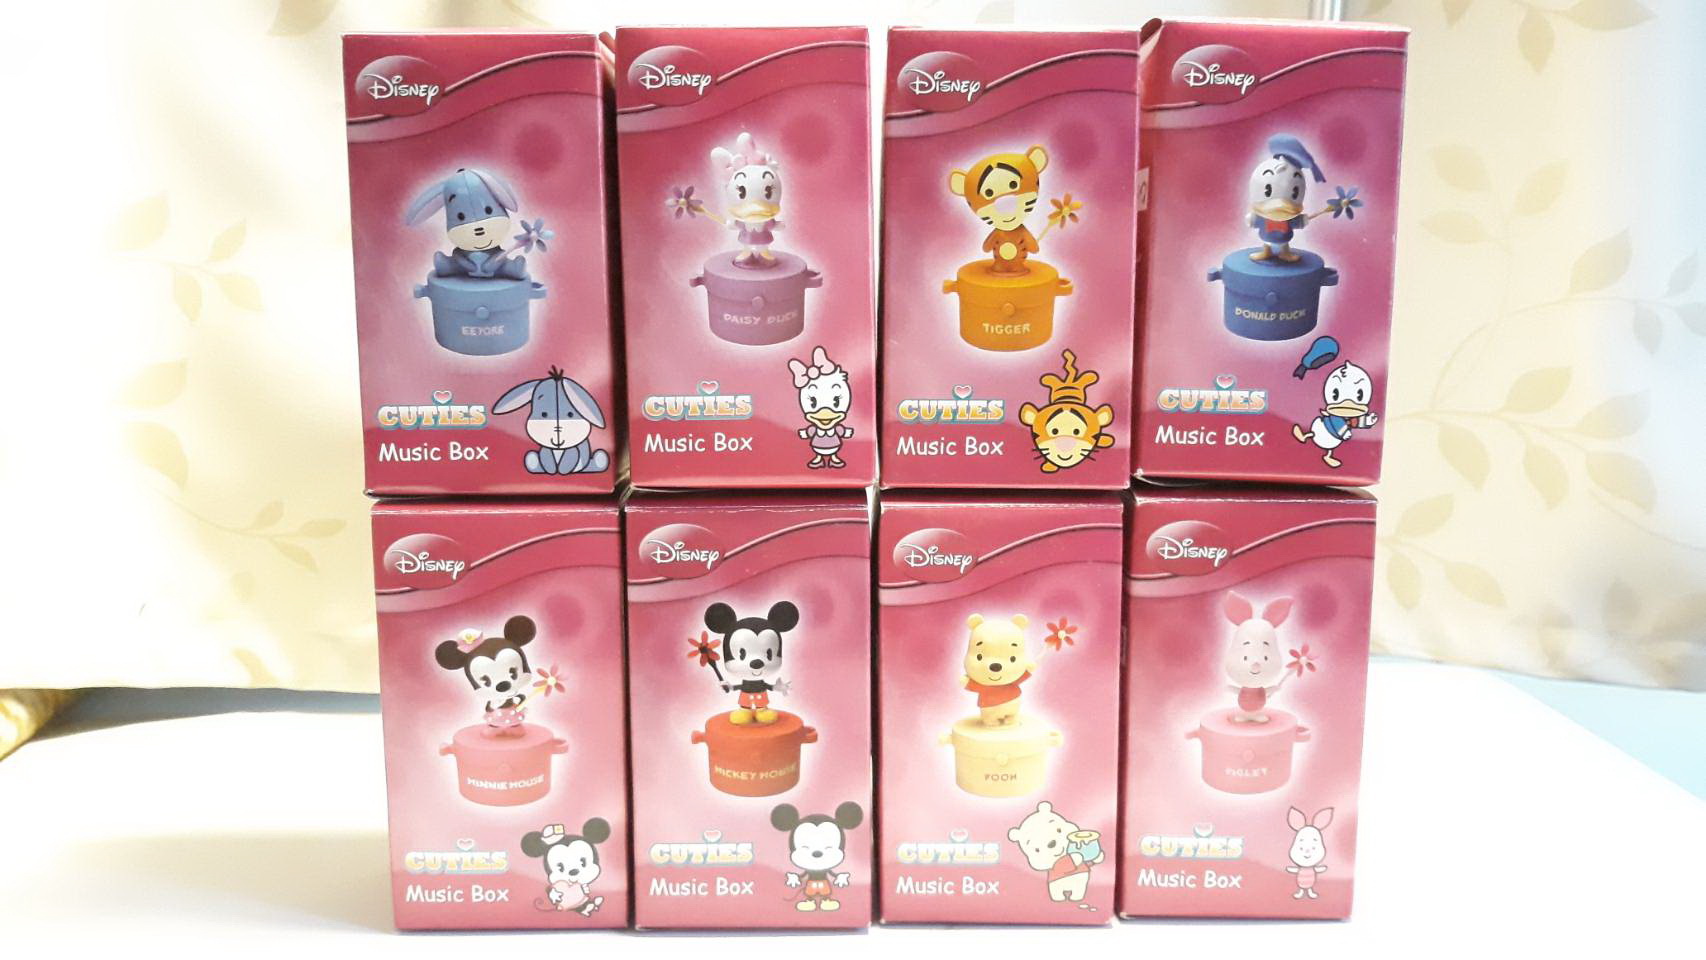 Disney
EEYORE
CUTIES
Music Box
Disney
DAISY DUCK
CUTIES
Music Box
Disney
TIGGER
CUTIES
Music Box
Disney
DONALD DUCK
CUTIES
Music Box
Disney
MINNIE MOUSE
CUTIES
Music Box
Disney
MICKEY MOUSE
CUTIES
Music Box
Disney
POOH
CUTIES
Music Box
Disney
PIGLET
CUTIES
Music Box